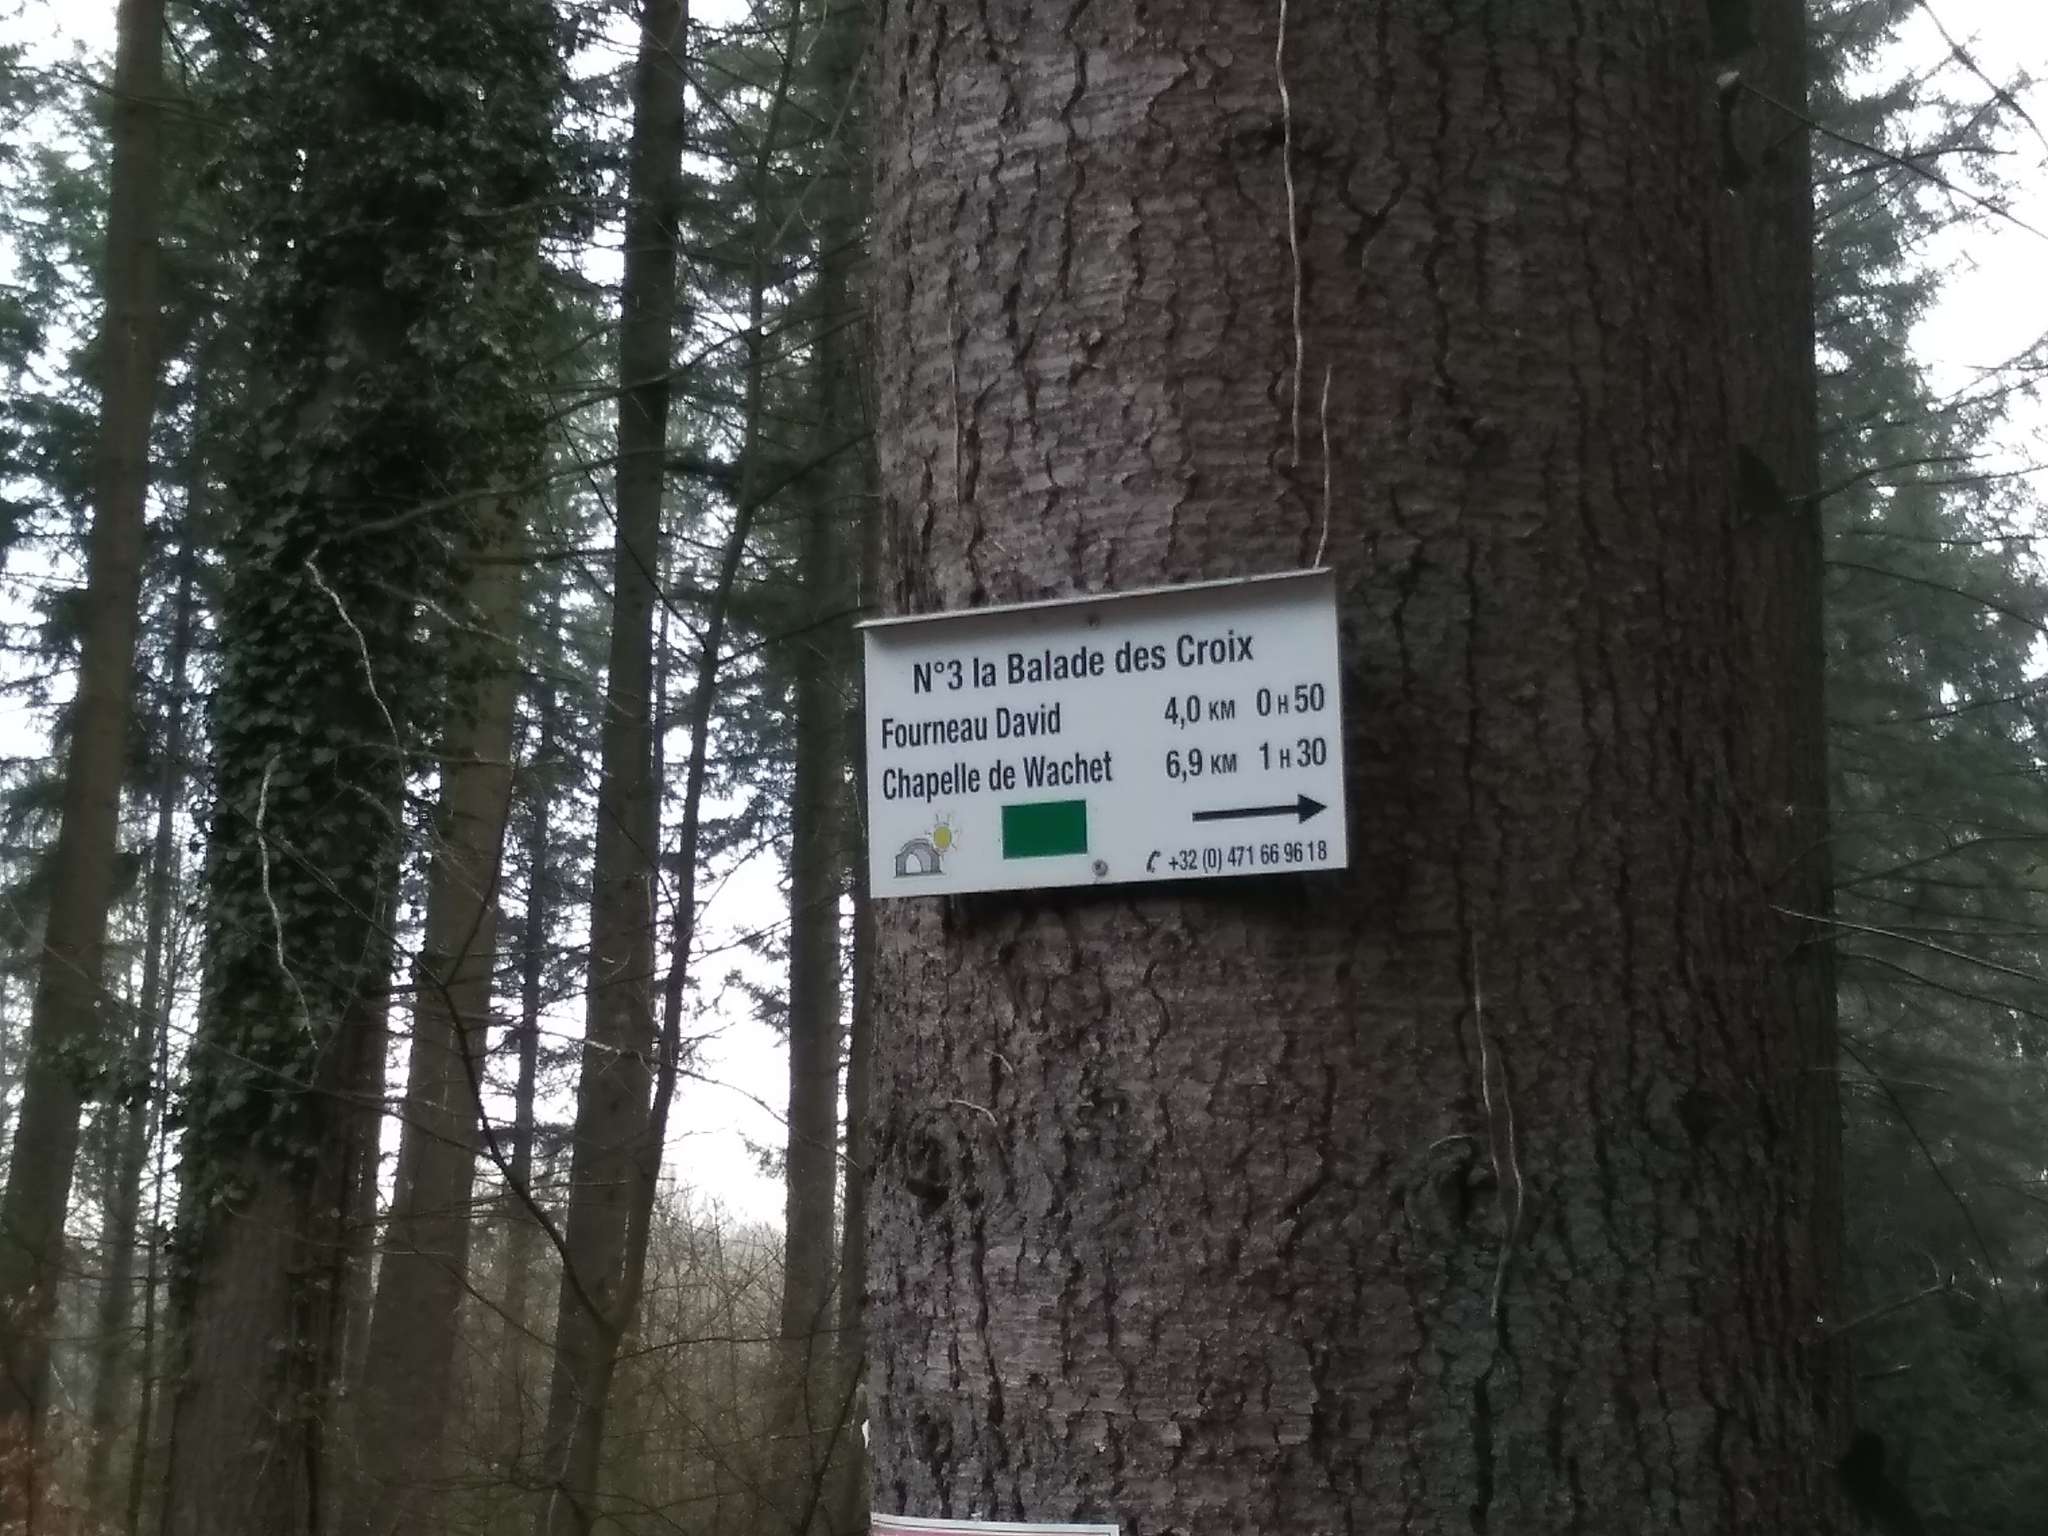 N°3 la Balade des Croix
Fourneau David 4,0 KM 0 H 50
Chapelle de Wachet 6,9 KM 1 H 30
+32 (0) 471 66 96 18